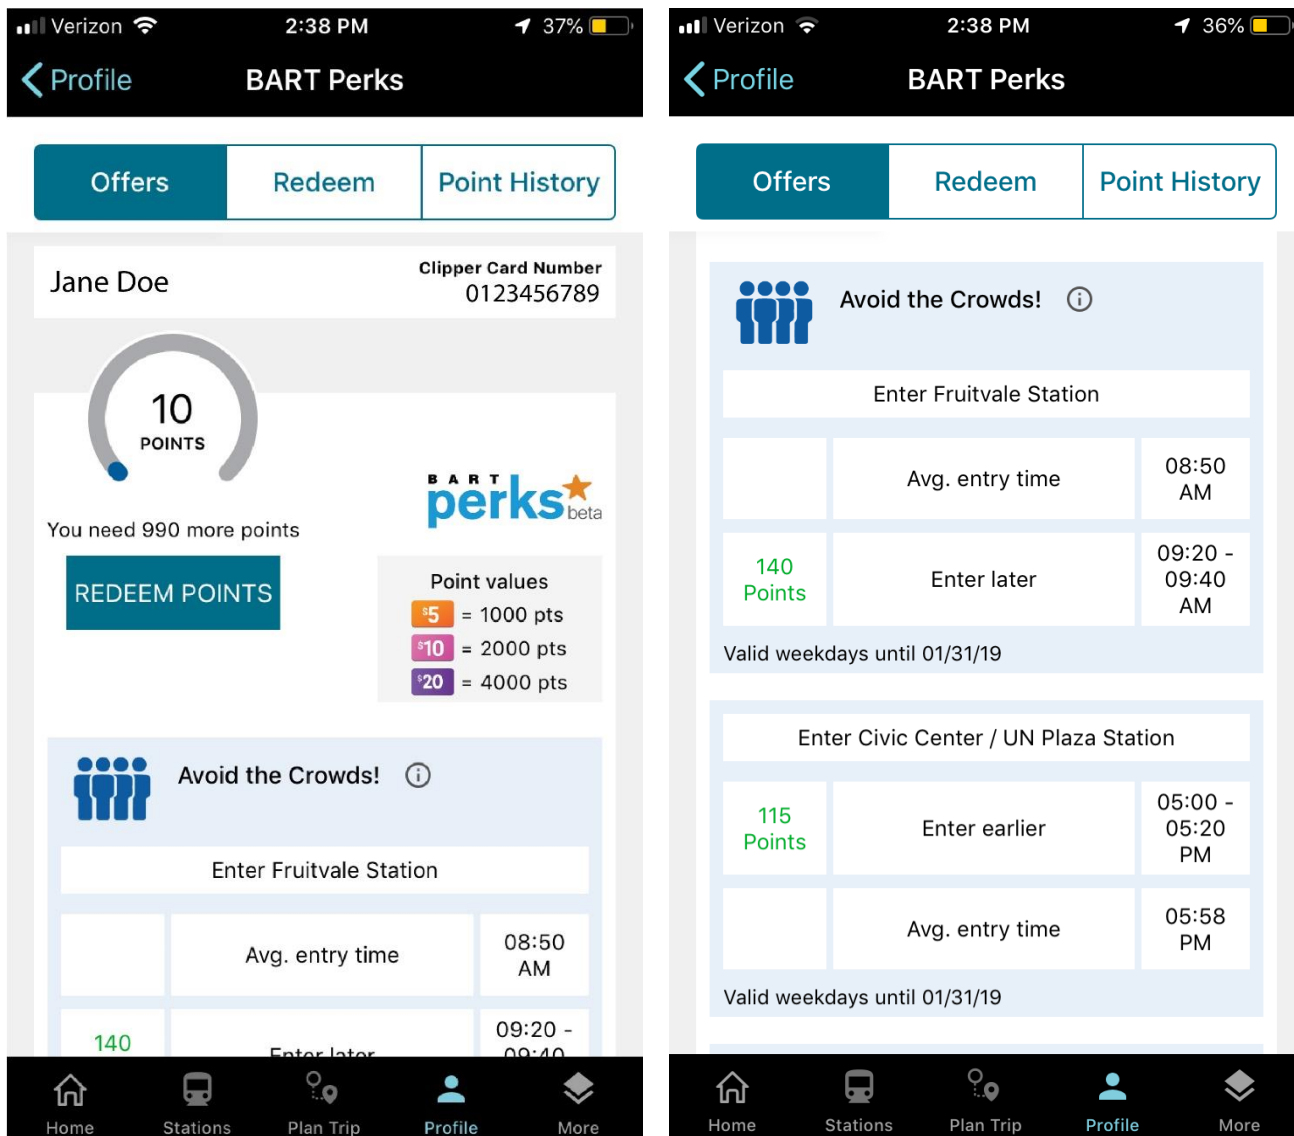 Verizon 2:38 PM 37%
Profile BART Perks
Offers Redeem Point History
Jane Doe
Clipper Card Number
0123456789
10
POINTS
You need 990 more points
REDEEM POINTS
BART
perks
beta
Point values
$5 = 1000 pts
$10 = 2000 pts
$20 = 4000 pts
Avoid the Crowds!
Enter Fruitvale Station
Avg. entry time
08:50
AM
140
Enter later
09:20 -
09:40
Home Stations Plan Trip Profile More
Verizon 2:38 PM 36%
Profile BART Perks
Offers Redeem Point History
Avoid the Crowds!
Enter Fruitvale Station
Avg. entry time
08:50
AM
140
Points
Enter later
09:20 -
09:40
AM
Valid weekdays until 01/31/19
Enter Civic Center / UN Plaza Station
115
Points
Enter earlier
05:00 -
05:20
PM
Avg. entry time
05:58
PM
Valid weekdays until 01/31/19
Home Stations Plan Trip Profile More